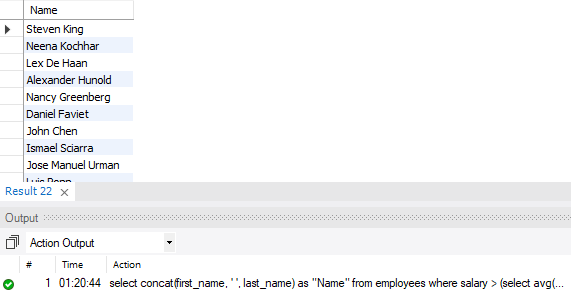 Name
Steven King
Neena Kochhar
Lex De Haan
Alexander Hunold
Nancy Greenberg
Daniel Faviet
John Chen
Ismael Sciarra
Jose Manuel Urman
Luis Popp
Result 22 ×
Output
Action Output
# Time Action
1 01:20:44 select concat(first_name, ' ', last_name) as "Name" from employees where salary > (select avg(...